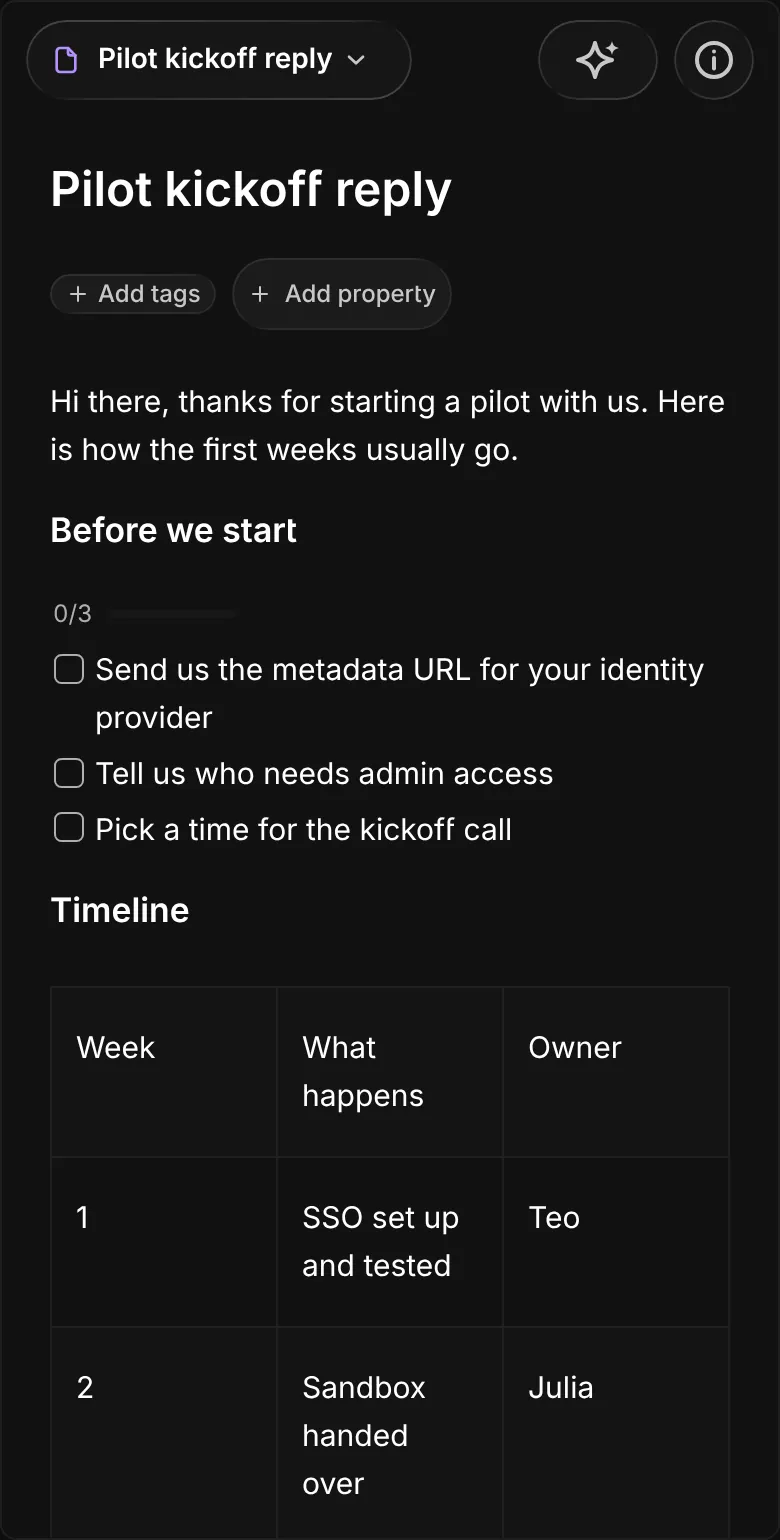 Pilot kickoff reply
Pilot kickoff reply
+ Add tags
+ Add property
Hi there, thanks for starting a pilot with us. Here
is how the first weeks usually go.
Before we start
0/3
Send us the metadata URL for your identity
provider
Tell us who needs admin access
Pick a time for the kickoff call
Timeline
Week
What
happens
Owner
1
SSO set up
and tested
Teo
2
Sandbox
handed
over
Julia